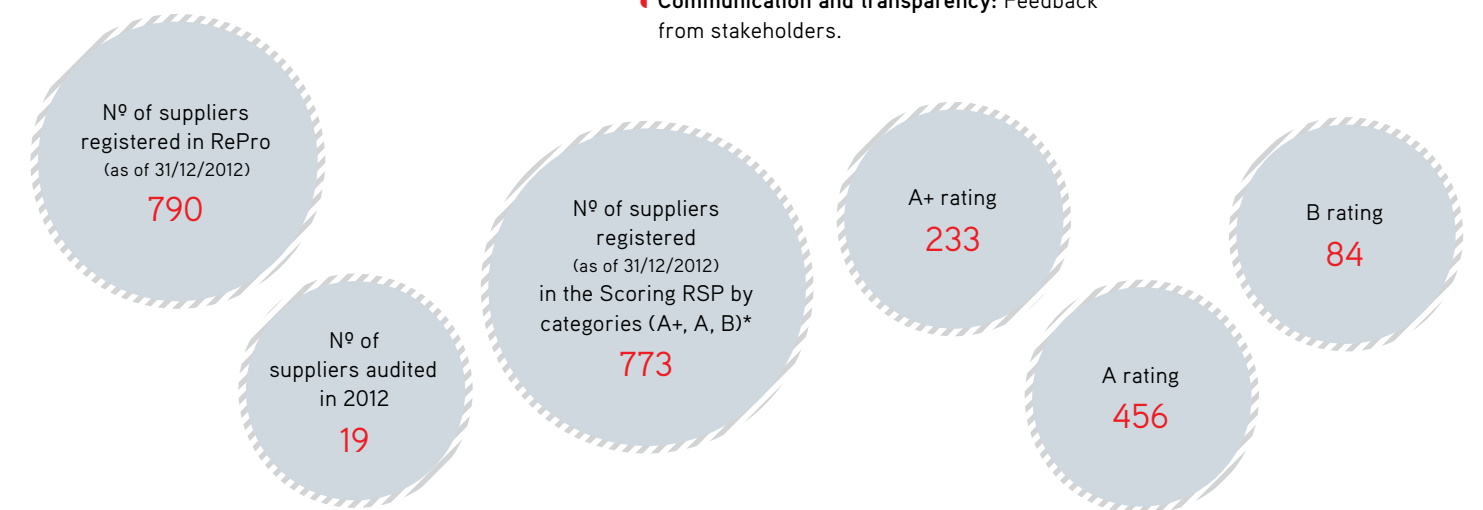 Communication and transparency: Feedback
from stakeholders.
Nº of suppliers
registered in RePro
(as of 31/12/2012)
790
Nº of
suppliers audited
in 2012
19
Nº of suppliers
registered
(as of 31/12/2012)
in the Scoring RSP by
categories (A+, A, B)*
773
A+ rating
233
A rating
456
B rating
84